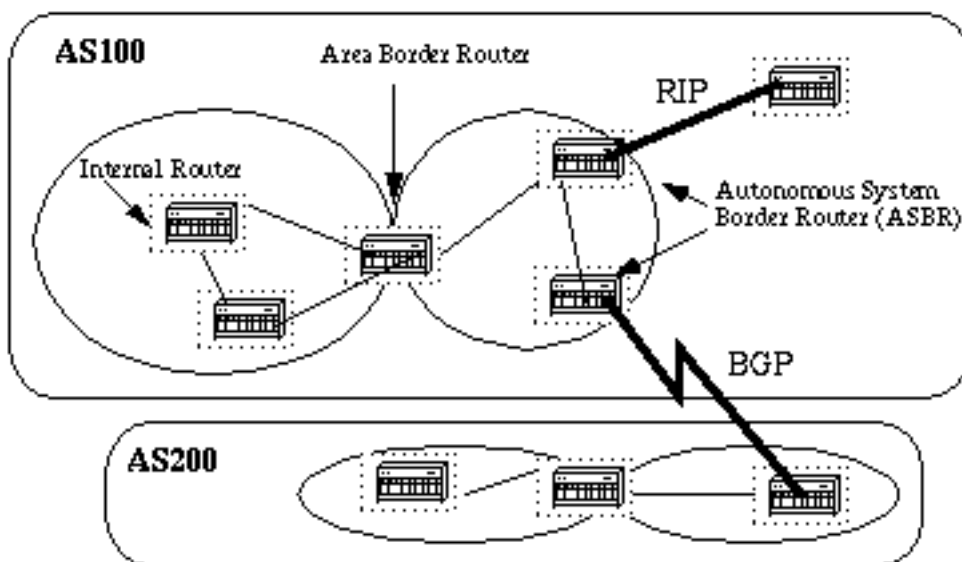 AS100
Area Border Router
RIP
Internal Router
Autonomous System
Border Router (ASBR)
BGP
AS200